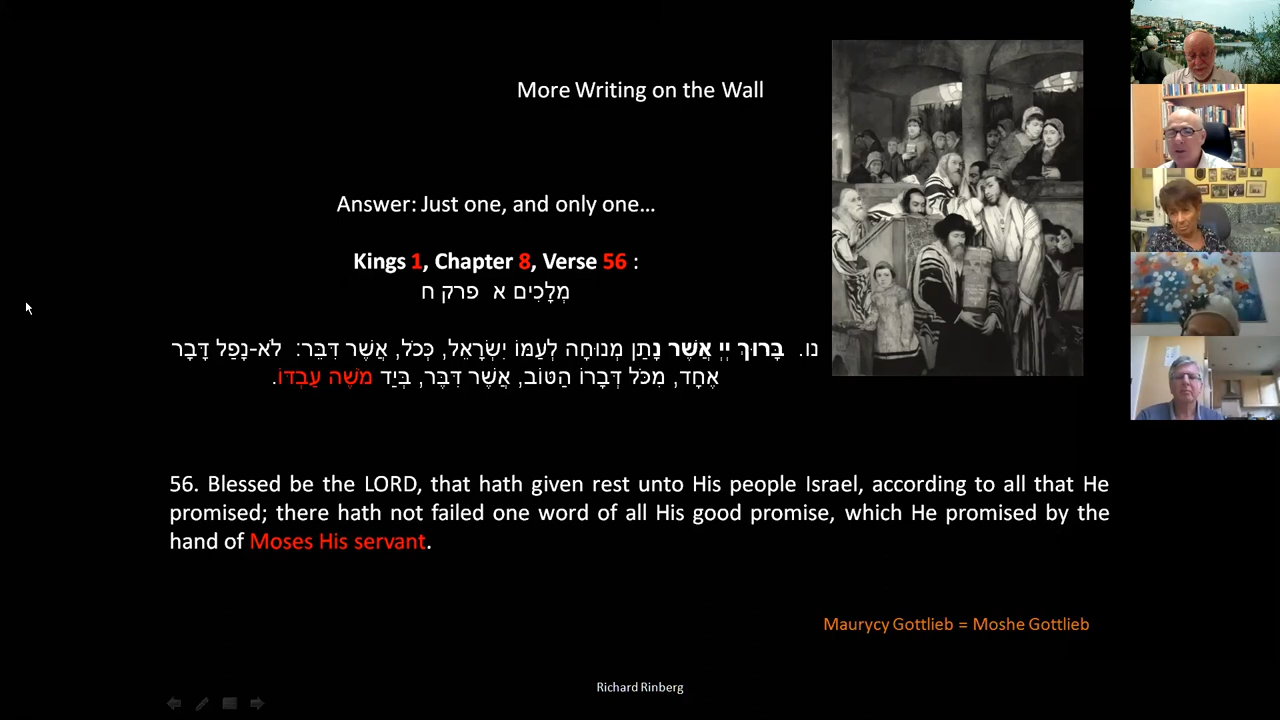 More Writing on the Wall
Answer: Just one, and only one…
Kings 1, Chapter 8, Verse 56 :
מְלָכִים א פרק ח
נו. בָּרוּךְ יְיָ אֲשֶׁר נָתַן מְנוּחָה לְעַמּוֹ יִשְׂרָאֵל, כְּכֹל, אֲשֶׁר דִּבֵּר: לֹא-נָפַל דָּבָר
אֶחָד, מִכֹּל דְּבָרוֹ הַטּוֹב, אֲשֶׁר דִּבֶּר, בְּיַד מֹשֶׁה עַבְדּוֹ.
56. Blessed be the LORD, that hath given rest unto His people Israel, according to all that He
promised; there hath not failed one word of all His good promise, which He promised by the
hand of Moses His servant.
Maurycy Gottlieb = Moshe Gottlieb
Richard Rinberg